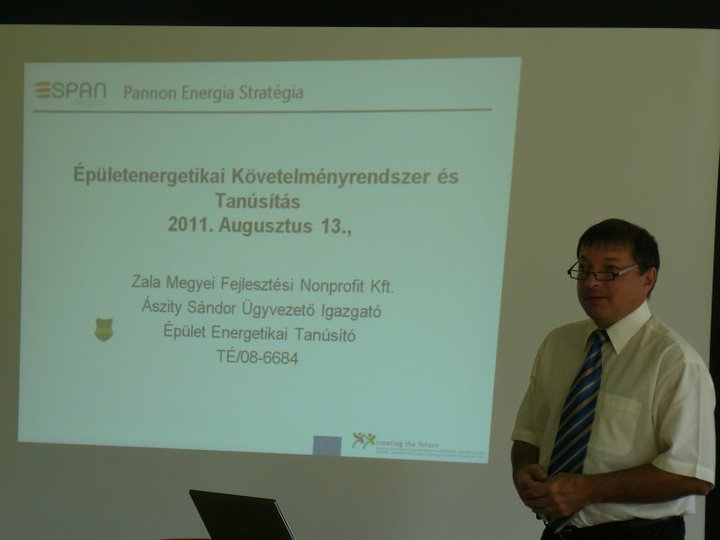 ESPAN Pannon Energia Stratégia
Épületenergetikai Követelményrendszer és
Tanúsítás
2011. Augusztus 13.,
Zala Megyei Fejlesztési Nonprofit Kft.
Ászity Sándor Ügyvezető Igazgató
Épület Energetikai Tanúsító
TÉ/08-6684
creating the future